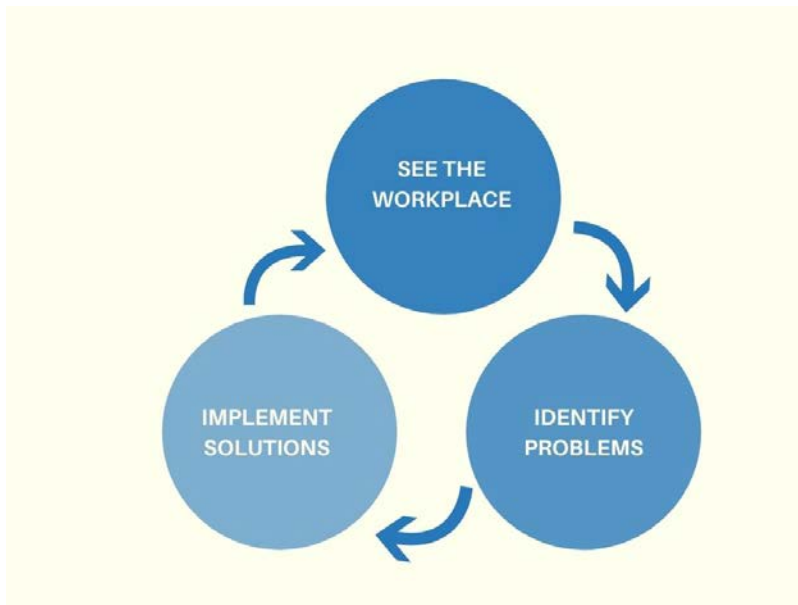 SEE THE
WORKPLACE
IDENTIFY
PROBLEMS
IMPLEMENT
SOLUTIONS